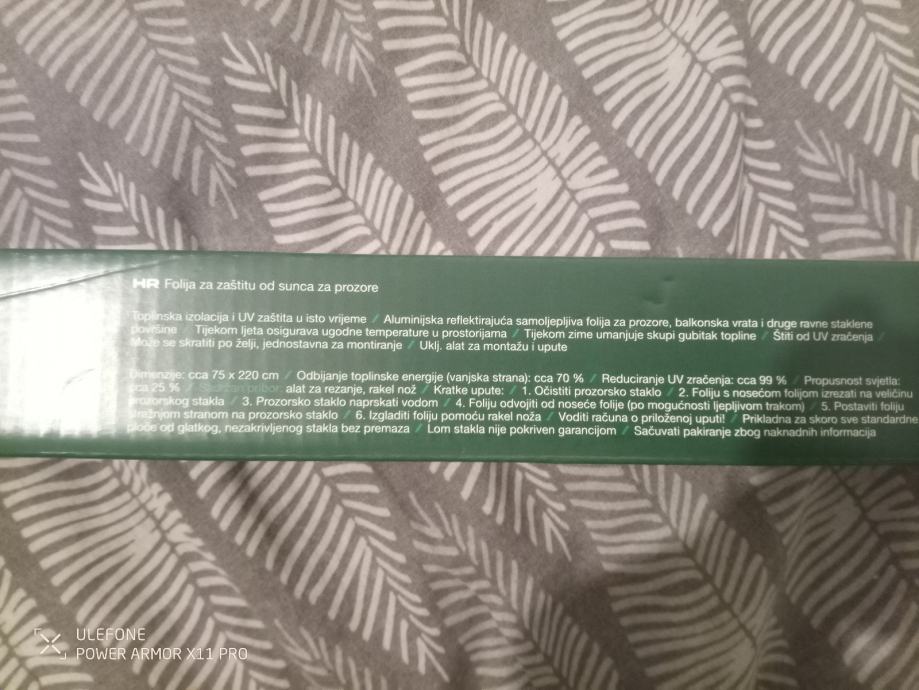 HR Folija za zaštitu od sunca za prozore
Toplinska izolacija i UV zaštita u isto vrijeme / Aluminijska reflektirajuća samoljepljiva folija za prozore, balkonska vrata i druge ravne staklene
površine / Tijekom ljeta osigurava ugodne temperature u prostorijama / Tijekom zime umanjuje skupi gubitak topline / Štiti od UV zračenja /
Može se skratiti po želji, jednostavna za montiranje / Uklj. alat za montažu i upute
Dimenzije: cca 75 x 220 cm / Odbijanje toplinske energije (vanjska strana): cca 70 % / Reduciranje UV zračenja: cca 99 % / Propusnost svjetla:
cca 25 % / Sadržan pribor: alat za rezanje, rakel nož / Kratke upute: / 1. Očistiti prozorsko staklo / 2. Foliju s nosećom folijom izrezati na veličinu
prozorskog stakla / 3. Prozorsko staklo naprskati vodom / 4. Foliju odvojiti od noseće folije (po mogućnosti ljepljivom trakom) / 5. Postaviti foliju
stražnjom stranom na prozorsko staklo / 6. Izgladiti foliju pomoću rakel noža / Voditi računa o priloženoj uputi! / Prikladna za skoro sve standardne
ploče od glatkog, nezakrivljenog stakla bez premaza / Lom stakla nije pokriven garancijom / Sačuvati pakiranje zbog naknadnih informacija
ULEFONE
POWER ARMOR X11 PRO